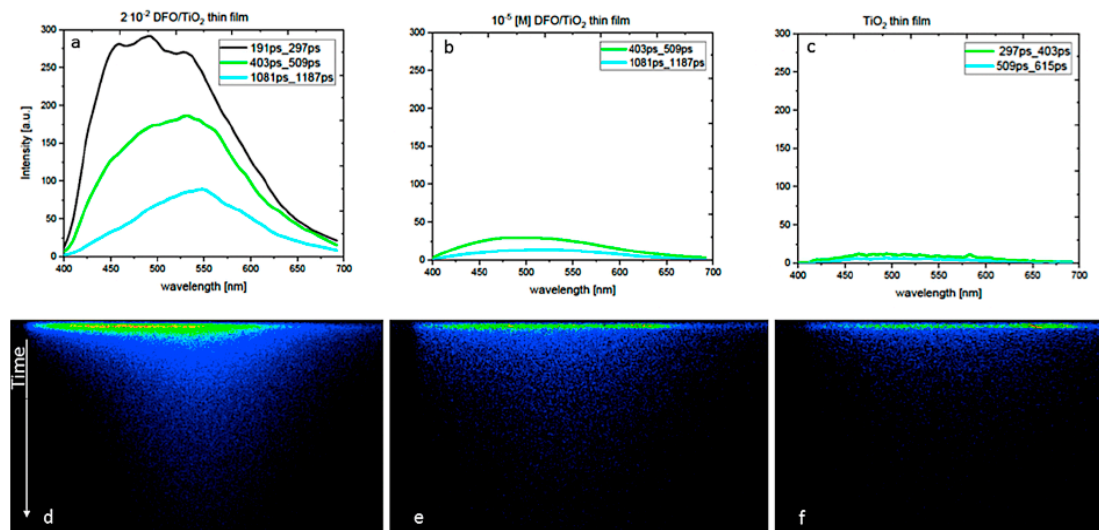 2 10⁻² DFO/TiO₂ thin film
a
191ps_297ps
403ps_509ps
1081ps_1187ps
Intensity [a.u.]
300
250
200
150
100
50
0
400 450 500 550 600 650 700
wavelength [nm]
10⁻⁵ [M] DFO/TiO₂ thin film
b
403ps_509ps
1081ps_1187ps
300
250
200
150
100
50
0
400 450 500 550 600 650 700
wavelength [nm]
TiO₂ thin film
c
297ps_403ps
509ps_615ps
300
250
200
150
100
50
0
400 450 500 550 600 650 700
wavelength [nm]
Time
d
e
f